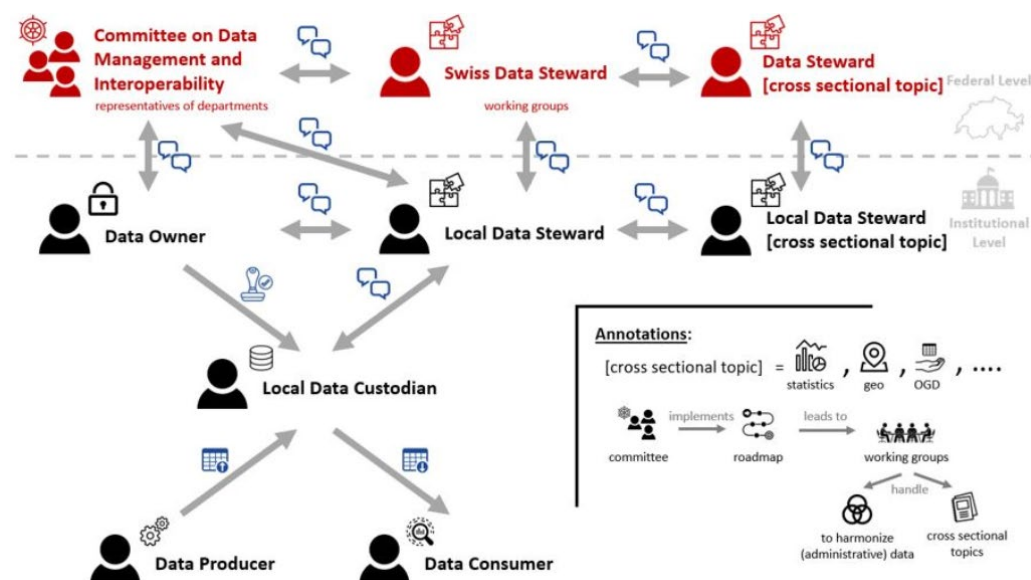 Committee on Data
Management and
Interoperability
representatives of departments
Swiss Data Steward
working groups
Data Steward
[cross sectional topic]
Federal Level
Data Owner
Local Data Steward
Local Data Steward
[cross sectional topic]
Institutional
Level
Local Data Custodian
Data Producer
Data Consumer
Annotations:
[cross sectional topic] = statistics , geo , OGD , ....
committee implements roadmap leads to working groups
handle
to harmonize
(administrative) data
cross sectional
topics